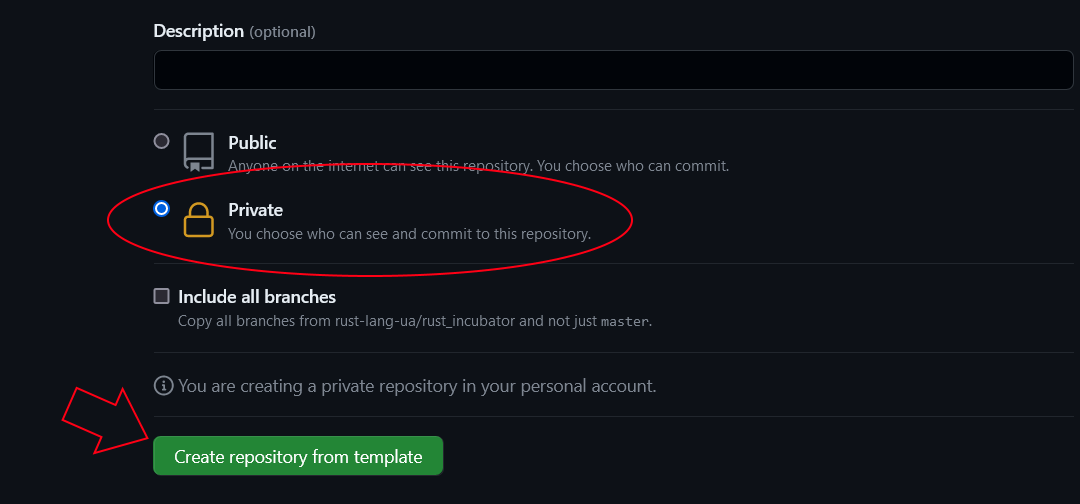 Description (optional)
Public
Anyone on the internet can see this repository. You choose who can commit.
Private
You choose who can see and commit to this repository.
Include all branches
Copy all branches from rust-lang-ua/rust_incubator and not just master.
You are creating a private repository in your personal account.
Create repository from template